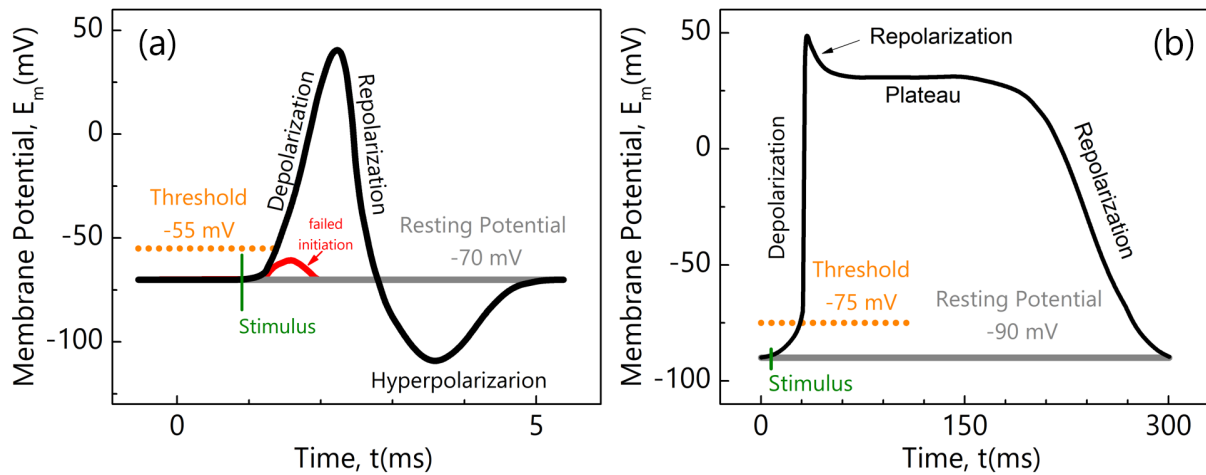 (a)
Membrane Potential, Em(mV)
50
0
-50
-100
Depolarization
Repolarization
Threshold
-55 mV
failed
initiation
Resting Potential
-70 mV
Stimulus
Hyperpolarizarion
0
5
Time, t(ms)
(b)
Membrane Potential, Em(mV)
50
0
-50
-100
Repolarization
Plateau
Depolarization
Repolarization
Threshold
-75 mV
Resting Potential
-90 mV
Stimulus
0
150
300
Time, t(ms)